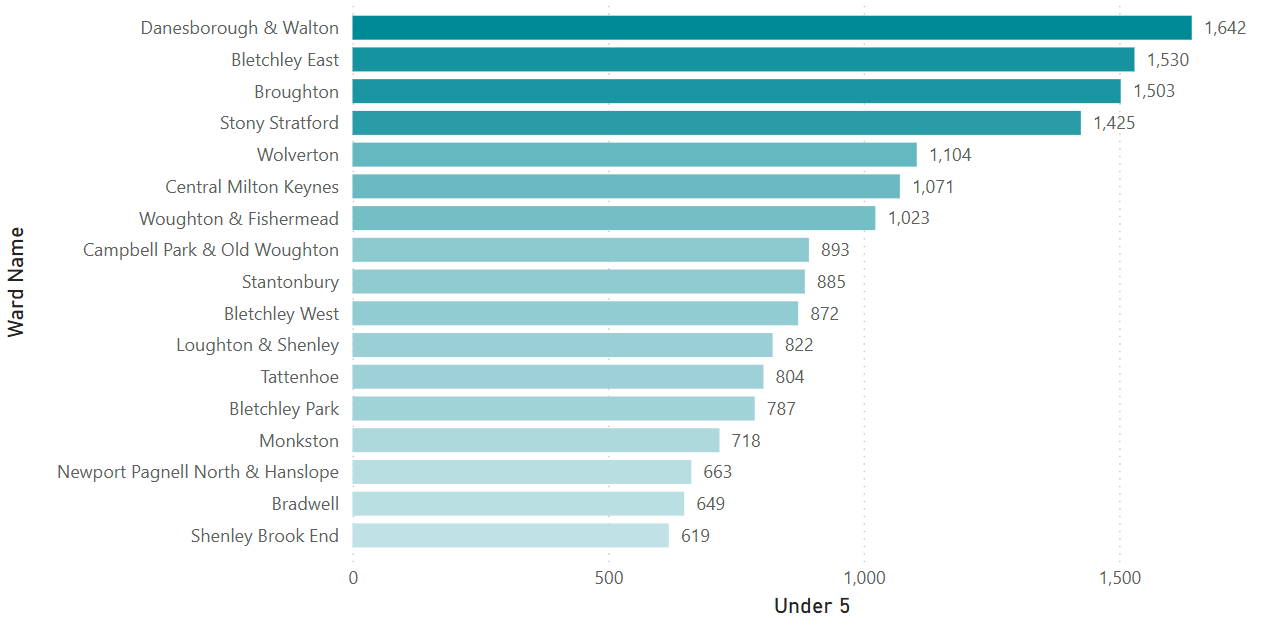 Ward Name
Danesborough & Walton 1,642
Bletchley East 1,530
Broughton 1,503
Stony Stratford 1,425
Wolverton 1,104
Central Milton Keynes 1,071
Woughton & Fishermead 1,023
Campbell Park & Old Woughton 893
Stantonbury 885
Bletchley West 872
Loughton & Shenley 822
Tattenhoe 804
Bletchley Park 787
Monkston 718
Newport Pagnell North & Hanslope 663
Bradwell 649
Shenley Brook End 619
0 500 1,000 1,500
Under 5